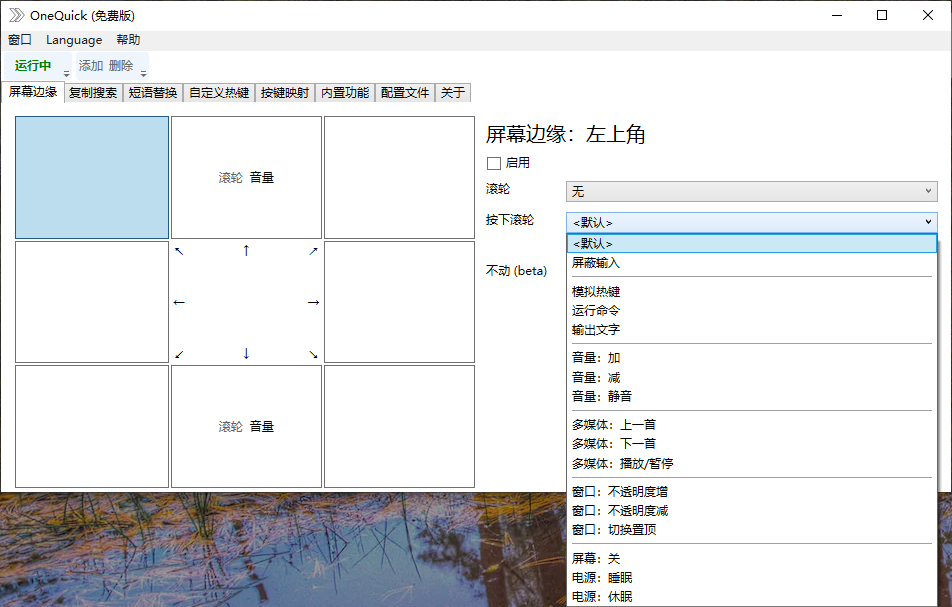 OneQuick (免费版)
窗口 Language 帮助
运行中 添加 删除
屏幕边缘 复制搜索 短语替换 自定义热键 按键映射 内置功能 配置文件 关于
滚轮 音量
↖ ↑ ↗
← →
↙ ↓ ↘
滚轮 音量
屏幕边缘：左上角
启用
滚轮 无
按下滚轮 <默认>
不动 (beta)
<默认>
屏蔽输入
模拟热键
运行命令
输出文字
音量：加
音量：减
音量：静音
多媒体：上一首
多媒体：下一首
多媒体：播放/暂停
窗口：不透明度增
窗口：不透明度减
窗口：切换置顶
屏幕：关
电源：睡眠
电源：休眠